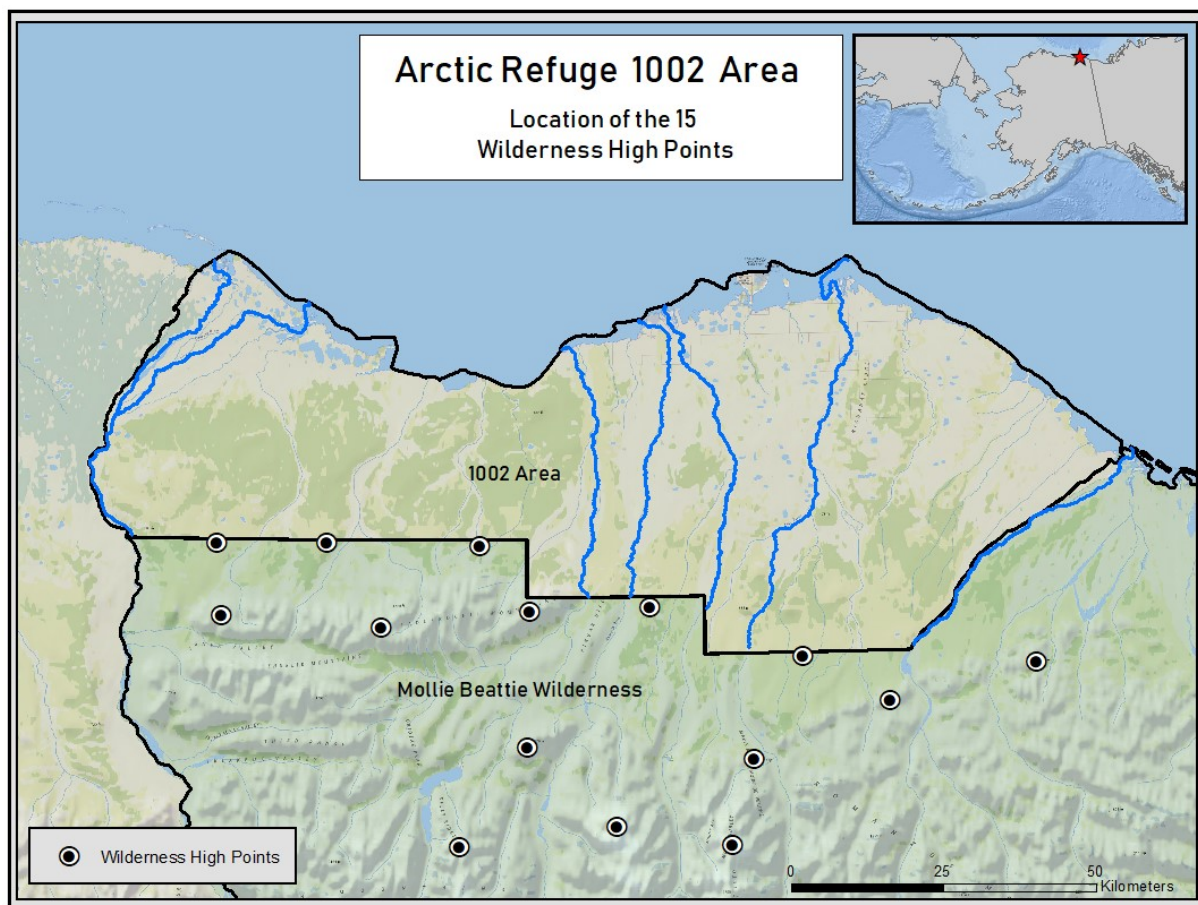 Arctic Refuge 1002 Area
Location of the 15
Wilderness High Points
1002 Area
Mollie Beattie Wilderness
Wilderness High Points
0 25 50
Kilometers